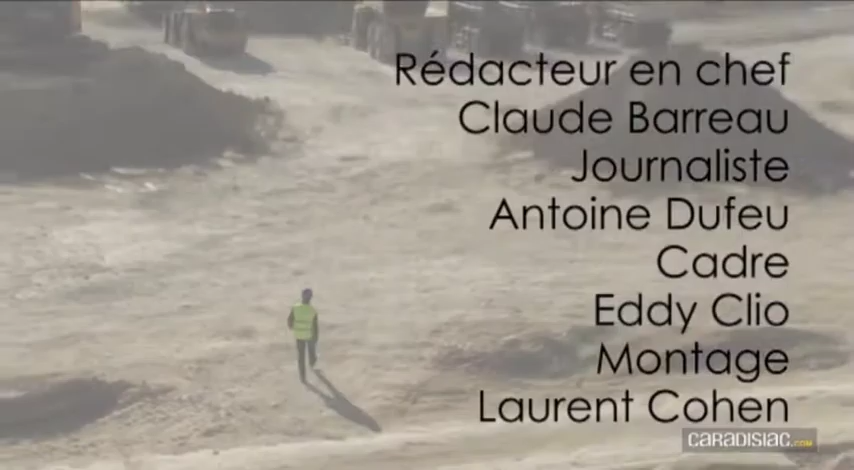 Rédacteur en chef
Claude Barreau
Journaliste
Antoine Dufeu
Cadre
Eddy Clio
Montage
Laurent Cohen
CARADISIAC.COM